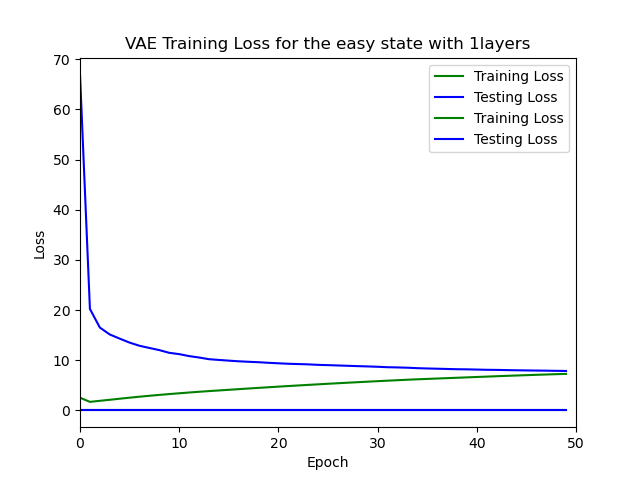 VAE Training Loss for the easy state with 1layers
Training Loss
Testing Loss
Training Loss
Testing Loss
Loss
70
60
50
40
30
20
10
0
0 10 20 30 40 50
Epoch